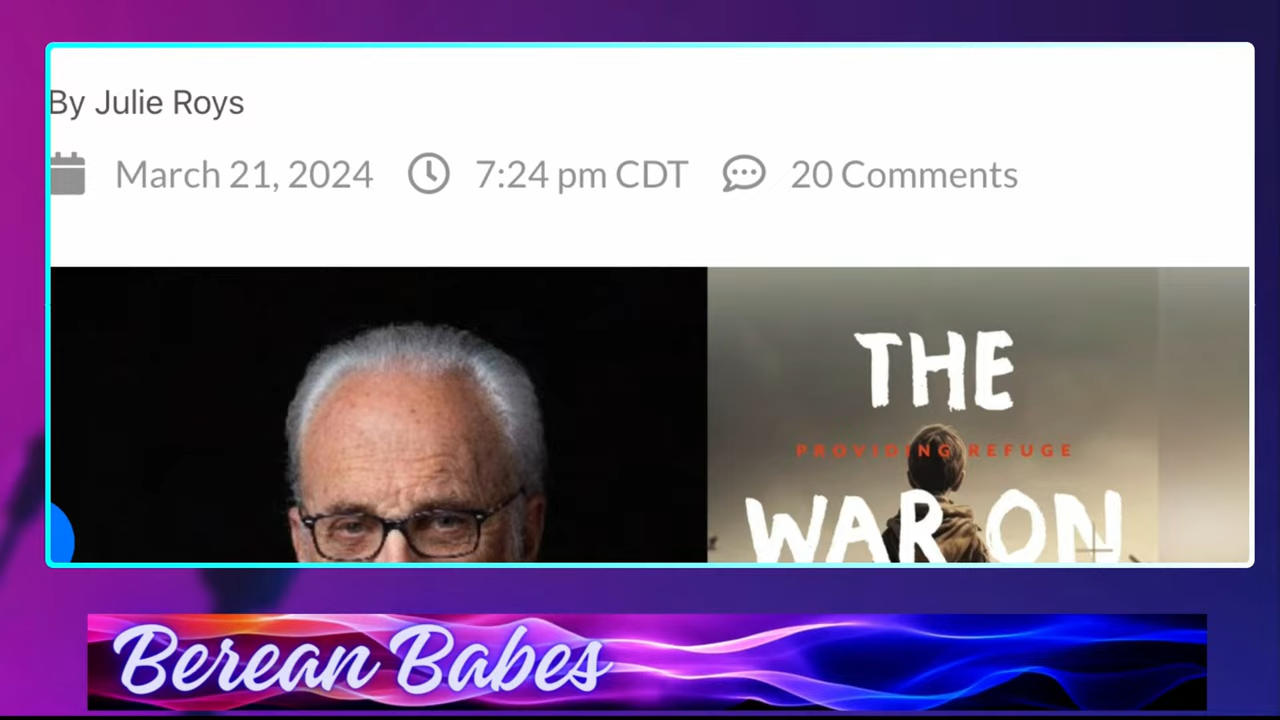 By Julie Roys
March 21, 2024 7:24 pm CDT 20 Comments
THE
PROVIDING REFUGE
WAR ON
Berean Babes